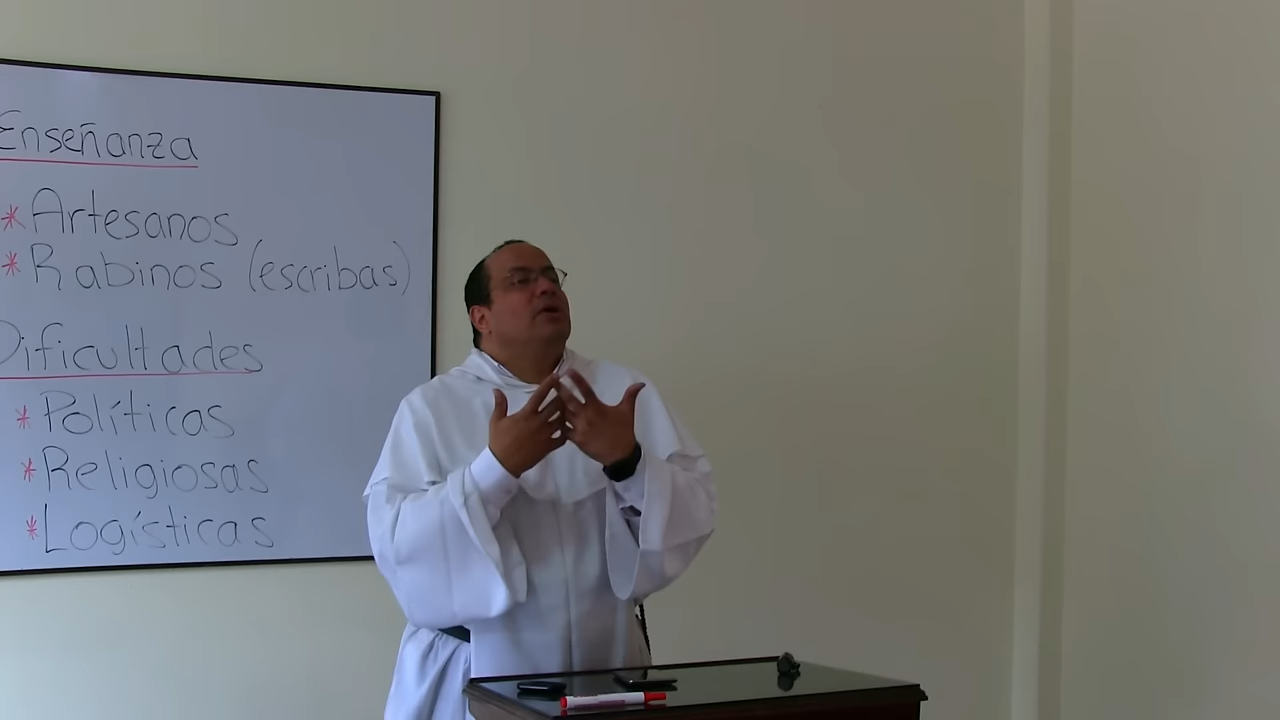 Enseñanza
* Artesanos
* Rabinos (escribas)
Dificultades
* Políticas
* Religiosas
* Logísticas